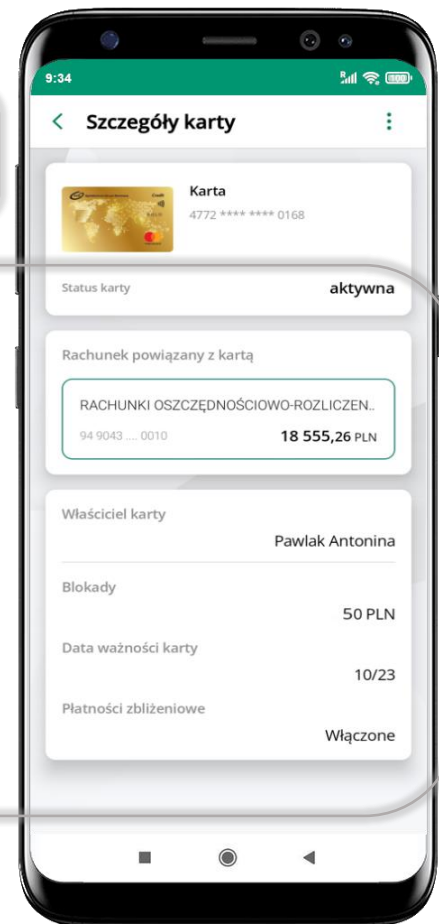 9:34
100
Szczegóły karty
Karta
4772 **** **** 0168
Status karty
aktywna
Rachunek powiązany z kartą
RACHUNKI OSZCZĘDNOŚCIOWO-ROZLICZEN..
94 9043 .... 0010
18 555,26 PLN
Właściciel karty
Pawlak Antonina
Blokady
50 PLN
Data ważności karty
10/23
Płatności zbliżeniowe
Włączone